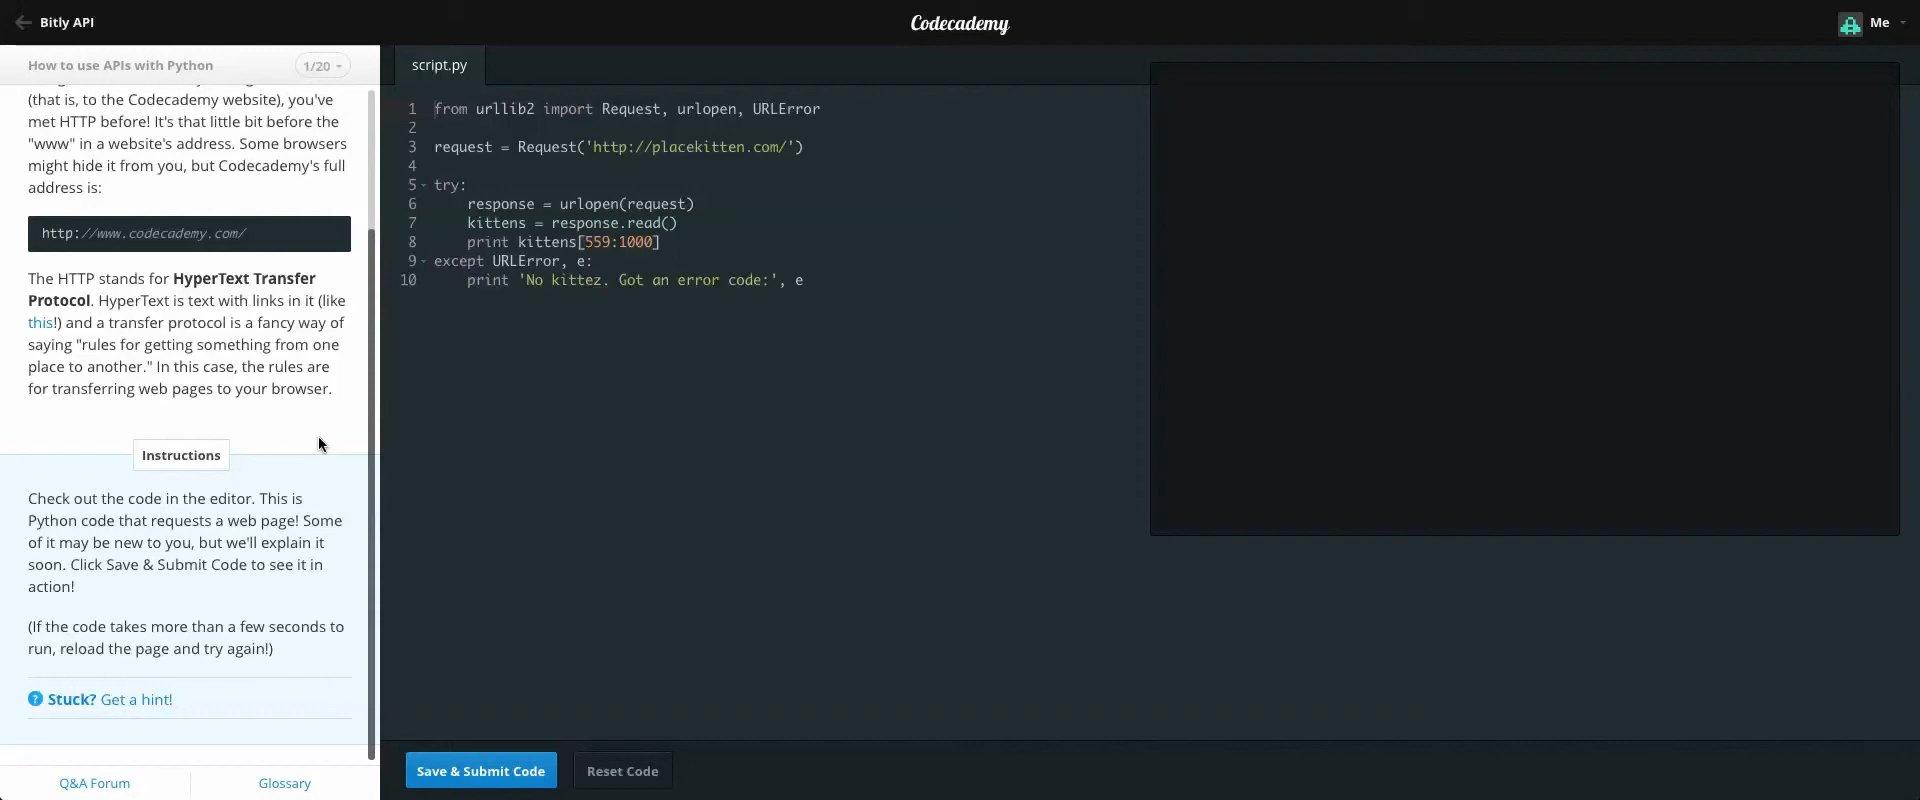 Bitly API
Codecademy
Me
How to use APIs with Python
1/20
(that is, to the Codecademy website), you've
met HTTP before! It's that little bit before the
"www" in a website's address. Some browsers
might hide it from you, but Codecademy's full
address is:
http://www.codecademy.com/
The HTTP stands for HyperText Transfer
Protocol. HyperText is text with links in it (like
this!) and a transfer protocol is a fancy way of
saying "rules for getting something from one
place to another." In this case, the rules are
for transferring web pages to your browser.
Instructions
Check out the code in the editor. This is
Python code that requests a web page! Some
of it may be new to you, but we'll explain it
soon. Click Save & Submit Code to see it in
action!
(If the code takes more than a few seconds to
run, reload the page and try again!)
? Stuck? Get a hint!
Q&A Forum
Glossary
script.py
1 from urllib2 import Request, urlopen, URLError
2
3 request = Request('http://placekitten.com/')
4
5 try:
6     response = urlopen(request)
7     kittens = response.read()
8     print kittens[559:1000]
9 except URLError, e:
10     print 'No kittez. Got an error code:', e
Save & Submit Code
Reset Code